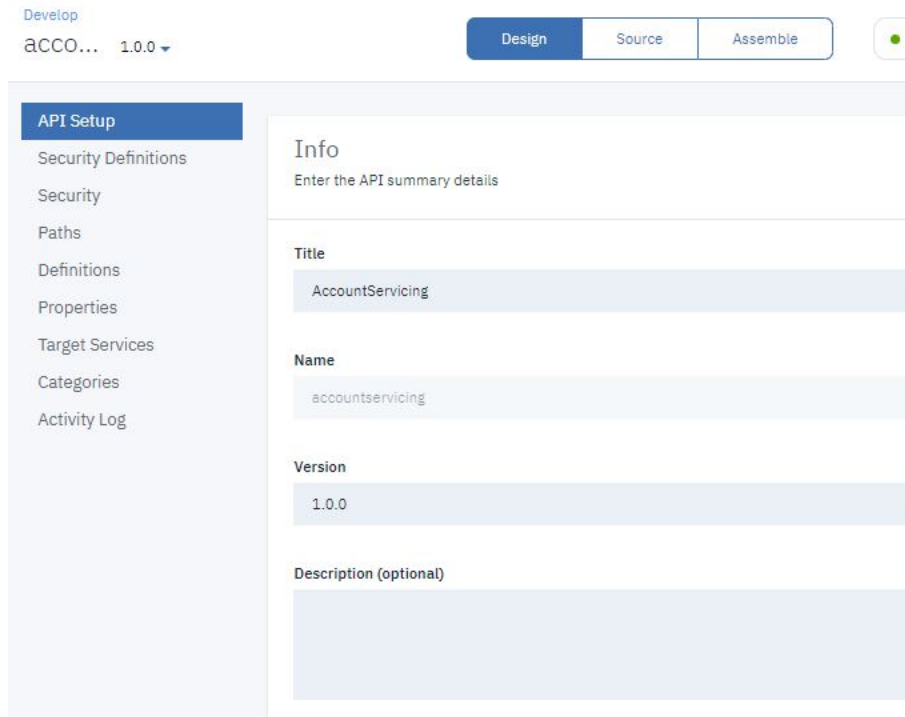 Develop
acco... 1.0.0
Design Source Assemble
API Setup
Security Definitions
Security
Paths
Definitions
Properties
Target Services
Categories
Activity Log
Info
Enter the API summary details
Title
AccountServicing
Name
accountservicing
Version
1.0.0
Description (optional)